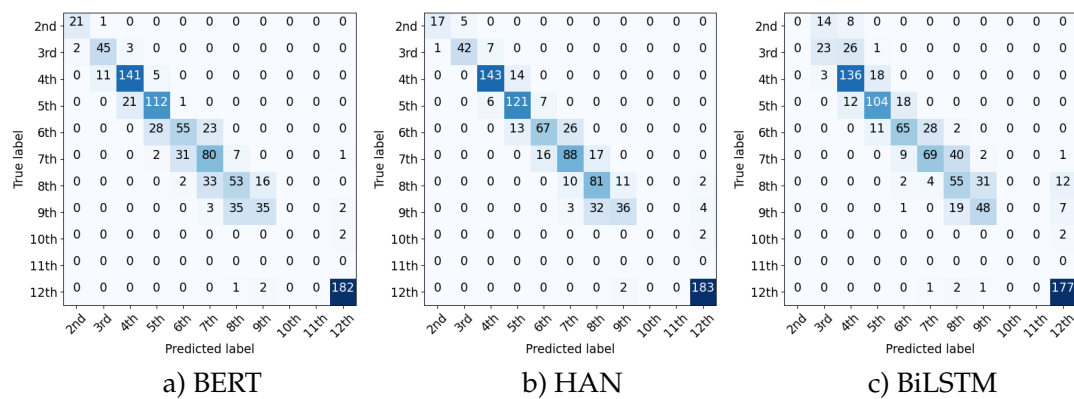 True label
2nd 21 1 0 0 0 0 0 0 0 0 0
3rd 2 45 3 0 0 0 0 0 0 0 0
4th 0 11 141 5 0 0 0 0 0 0 0
5th 0 0 21 112 1 0 0 0 0 0 0
6th 0 0 0 28 55 23 0 0 0 0 0
7th 0 0 0 2 31 80 7 0 0 0 1
8th 0 0 0 0 2 33 53 16 0 0 0
9th 0 0 0 0 0 3 35 35 0 0 2
10th 0 0 0 0 0 0 0 0 0 0 2
11th 0 0 0 0 0 0 0 0 0 0 0
12th 0 0 0 0 0 0 1 2 0 0 182
2nd 3rd 4th 5th 6th 7th 8th 9th 10th 11th 12th
Predicted label
a) BERT
True label
2nd 17 5 0 0 0 0 0 0 0 0 0
3rd 1 42 7 0 0 0 0 0 0 0 0
4th 0 0 143 14 0 0 0 0 0 0 0
5th 0 0 6 121 7 0 0 0 0 0 0
6th 0 0 0 13 67 26 0 0 0 0 0
7th 0 0 0 0 16 88 17 0 0 0 0
8th 0 0 0 0 0 10 81 11 0 0 2
9th 0 0 0 0 0 3 32 36 0 0 4
10th 0 0 0 0 0 0 0 0 0 0 2
11th 0 0 0 0 0 0 0 0 0 0 0
12th 0 0 0 0 0 0 0 2 0 0 183
2nd 3rd 4th 5th 6th 7th 8th 9th 10th 11th 12th
Predicted label
b) HAN
True label
2nd 0 14 8 0 0 0 0 0 0 0 0
3rd 0 23 26 1 0 0 0 0 0 0 0
4th 0 3 136 18 0 0 0 0 0 0 0
5th 0 0 12 104 18 0 0 0 0 0 0
6th 0 0 0 11 65 28 2 0 0 0 0
7th 0 0 0 0 9 69 40 2 0 0 1
8th 0 0 0 0 2 4 55 31 0 0 12
9th 0 0 0 0 1 0 19 48 0 0 7
10th 0 0 0 0 0 0 0 0 0 0 2
11th 0 0 0 0 0 0 0 0 0 0 0
12th 0 0 0 0 0 1 2 1 0 0 177
2nd 3rd 4th 5th 6th 7th 8th 9th 10th 11th 12th
Predicted label
c) BiLSTM